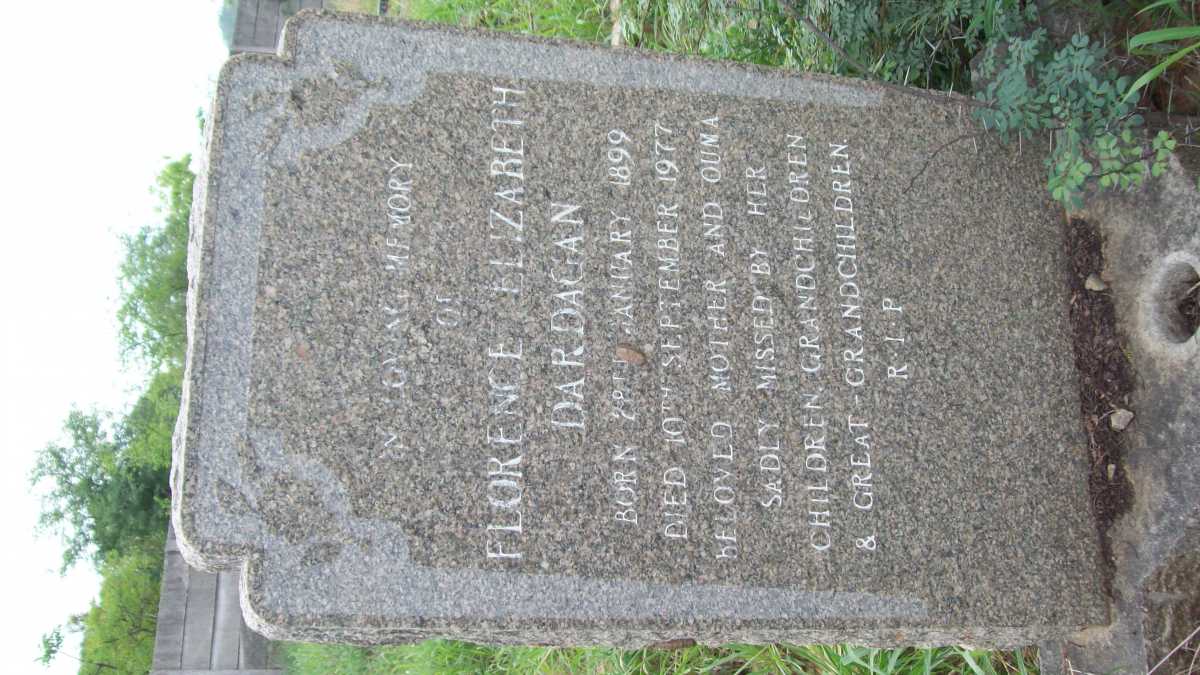 IN LOVING MEMORY
OF
FLORENCE ELIZABETH
DARDAGAN
BORN 29TH JANUARY 1899
DIED 10TH SEPTEMBER 1977
BELOVED MOTHER AND OUMA
SADLY MISSED BY HER
CHILDREN GRANDCHILDREN
& GREAT-GRANDCHILDREN
R.I.P